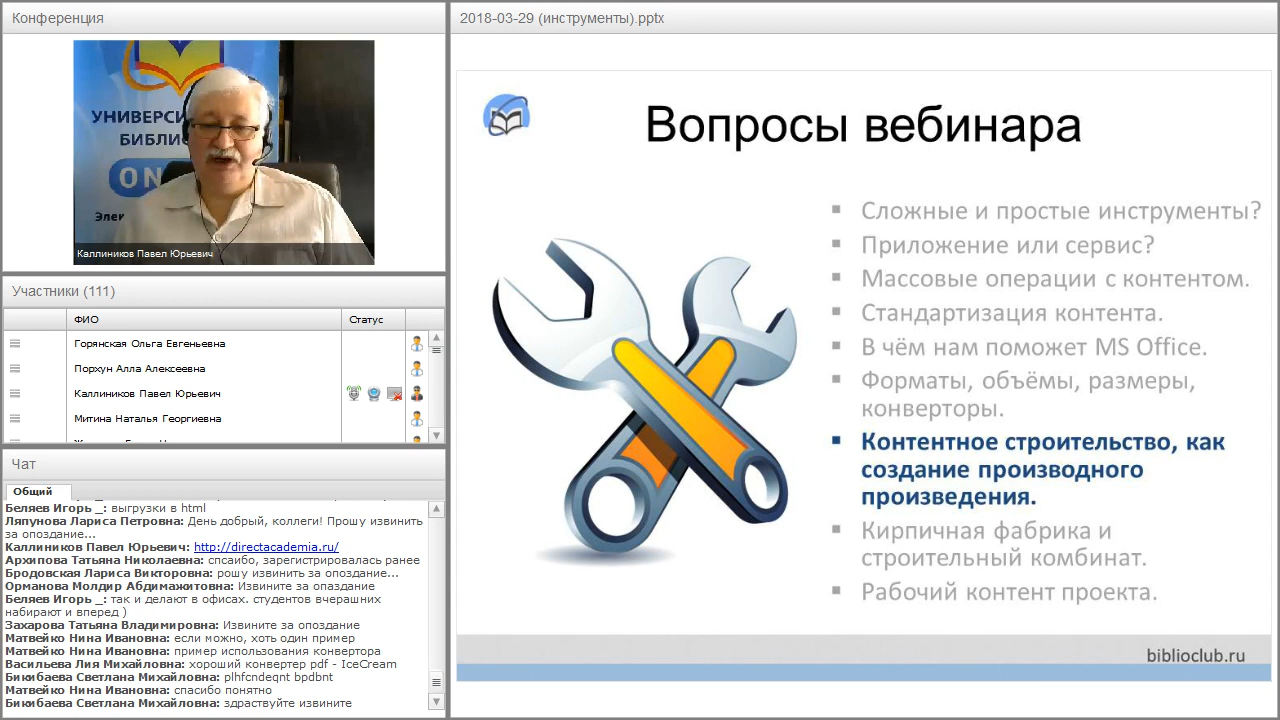 Конференция
УНИВЕРСИ
БИБЛИО
ON
Элек
Каллиников Павел Юрьевич
Участники (111)
ФИО
Статус
Горянская Ольга Евгеньевна
Порхун Алла Алексеевна
Каллиников Павел Юрьевич
Митина Наталья Георгиевна
Чат
Общий
Беляев Игорь _: выгрузки в html
Ляпунова Лариса Петровна: День добрый, коллеги! Прошу извинить
за опоздание...
Каллиников Павел Юрьевич: http://directacademia.ru/
Архипова Татьяна Николаевна: спсаибо, зарегистрировалась ранее
Бродовская Лариса Викторовна: рошу извинить за опоздание...
Орманова Молдир Абдимажитовна: Извините за опаздание
Беляев Игорь _: так и делают в офисах. студентов вчерашних
набирают и вперед )
Захарова Татьяна Владимировна: Извините за опоздание
Матвейко Нина Ивановна: если можно, хоть один пример
Матвейко Нина Ивановна: пример использования конвертора
Васильева Лия Михайловна: хороший конвертер pdf - IceCream
Бикибаева Светлана Михайловна: plhfcndeqnt bpdbnt
Матвейко Нина Ивановна: спасибо понятно
Бикибаева Светлана Михайловна: здраствуйте извините
2018-03-29 (инструменты).pptx
Вопросы вебинара
Сложные и простые инструменты?
Приложение или сервис?
Массовые операции с контентом.
Стандартизация контента.
В чём нам поможет MS Office.
Форматы, объёмы, размеры,
конверторы.
Контентное строительство, как
создание производного
произведения.
Кирпичная фабрика и
строительный комбинат.
Рабочий контент проекта.
biblioclub.ru